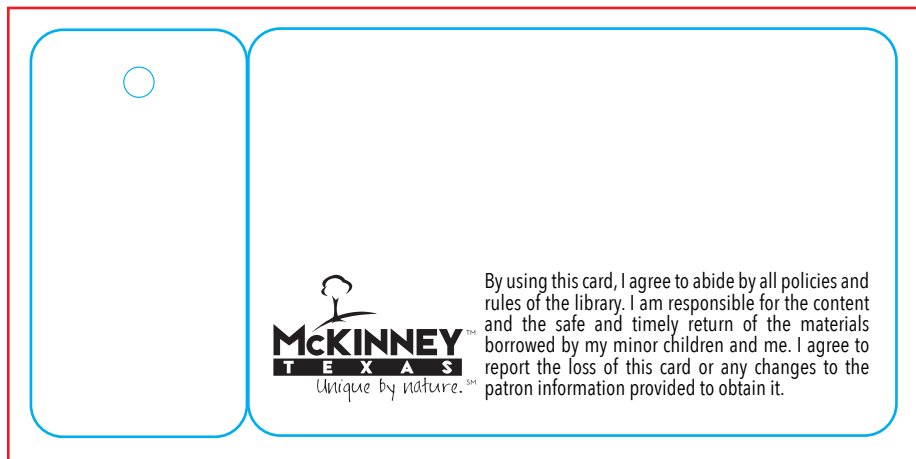 By using this card, I agree to abide by all policies and
rules of the library. I am responsible for the content
and the safe and timely return of the materials
borrowed by my minor children and me. I agree to
report the loss of this card or any changes to the
patron information provided to obtain it.
McKINNEY™
TEXAS
Unique by nature.℠